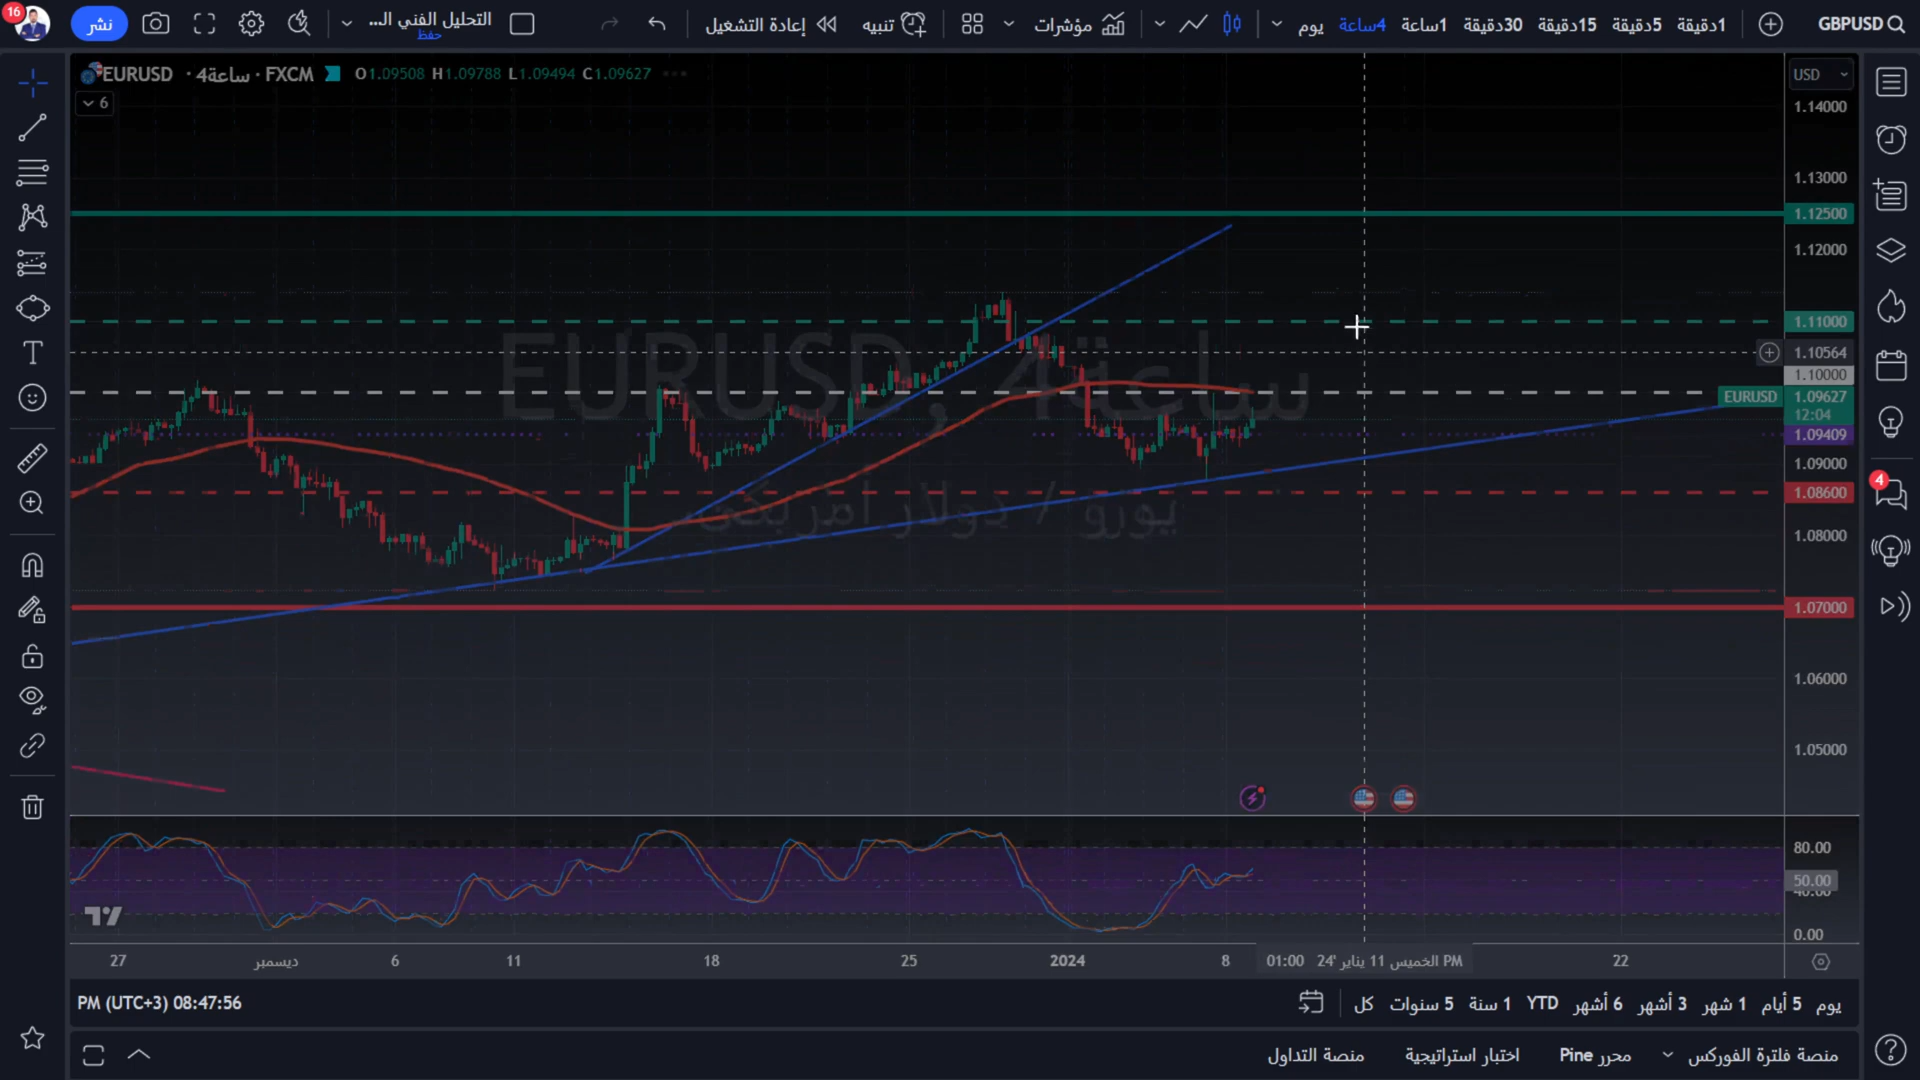 16
نشر
التحليل الفني الـ...
حفظ
إعادة التشغيل
تنبيه
مؤشرات
يوم
4ساعة
1ساعة
30دقيقة
15دقيقة
5دقيقة
1دقيقة
GBPUSD
EURUSD · 4ساعة · FXCM O1.09508 H1.09788 L1.09494 C1.09627
6
USD
1.14000
1.13000
1.12500
1.12000
1.11000
1.10564
1.10000
EURUSD 1.09627
12:04
1.09409
1.09000
1.08600
1.08000
1.07000
1.06000
1.05000
EURUSD, 4ساعة
يورو / دولار أمريكي
4
80.00
50.00
0.00
27
ديسمبر
6
11
18
25
2024
8
01:00 PM الخميس 11 يناير '24
22
08:47:56 PM (UTC+3)
يوم
5 أيام
1 شهر
3 أشهر
6 أشهر
YTD
1 سنة
5 سنوات
كل
منصة فلترة الفوركس
محرر Pine
اختبار استراتيجية
منصة التداول